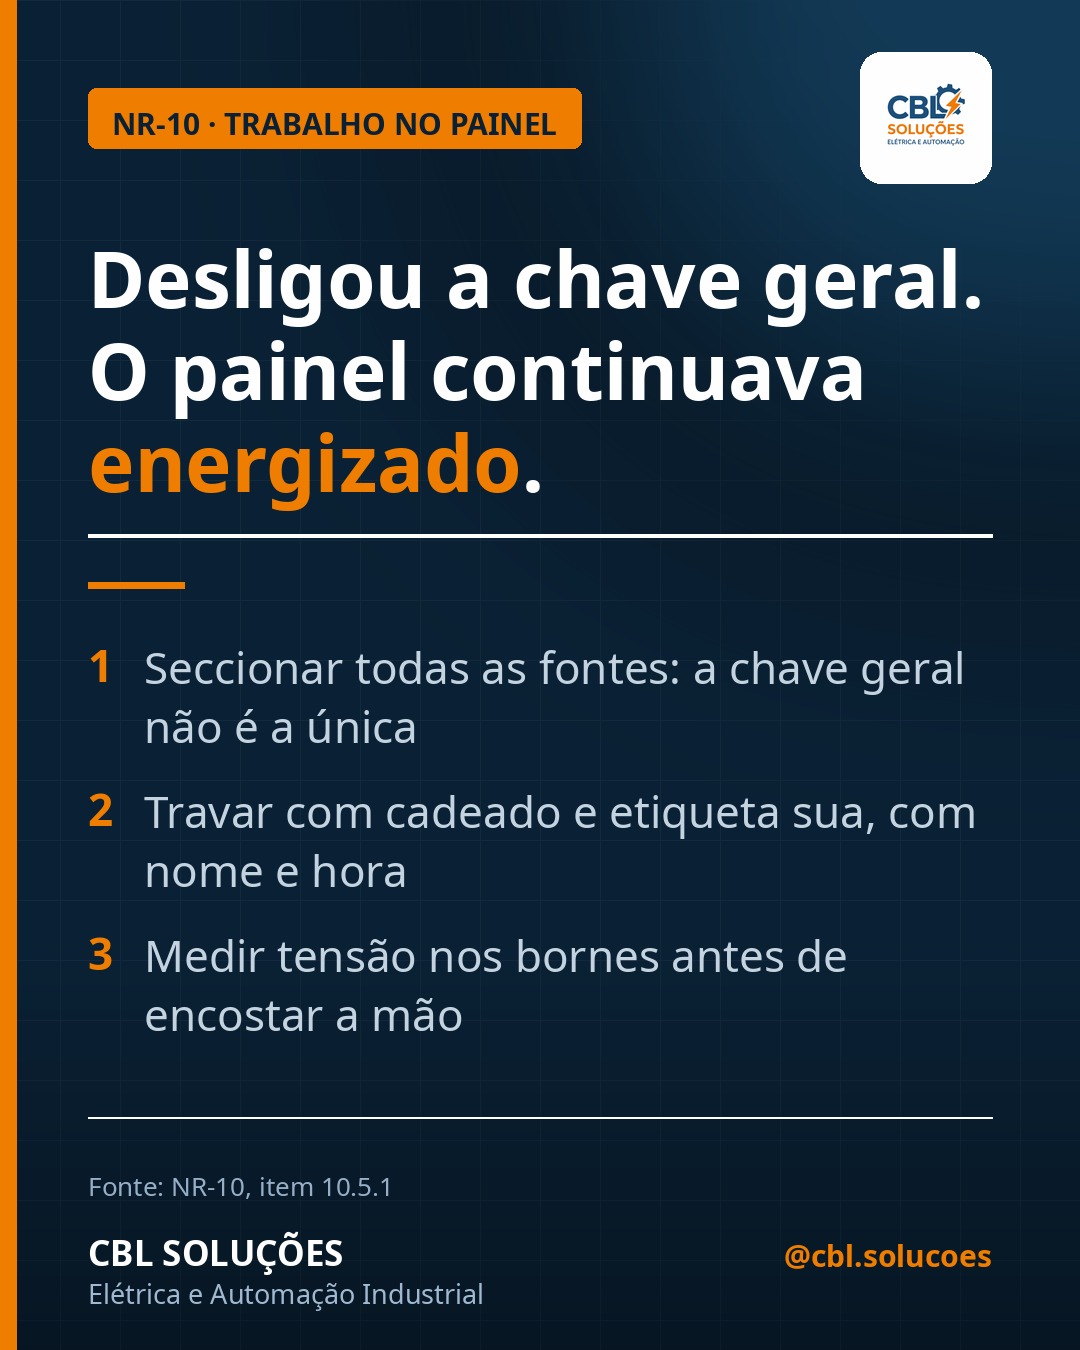 NR-10 · TRABALHO NO PAINEL
CBL
SOLUÇÕES
ELÉTRICA E AUTOMAÇÃO
Desligou a chave geral.
O painel continuava
energizado.
1 Seccionar todas as fontes: a chave geral
não é a única
2 Travar com cadeado e etiqueta sua, com
nome e hora
3 Medir tensão nos bornes antes de
encostar a mão
Fonte: NR-10, item 10.5.1
CBL SOLUÇÕES
Elétrica e Automação Industrial
@cbl.solucoes